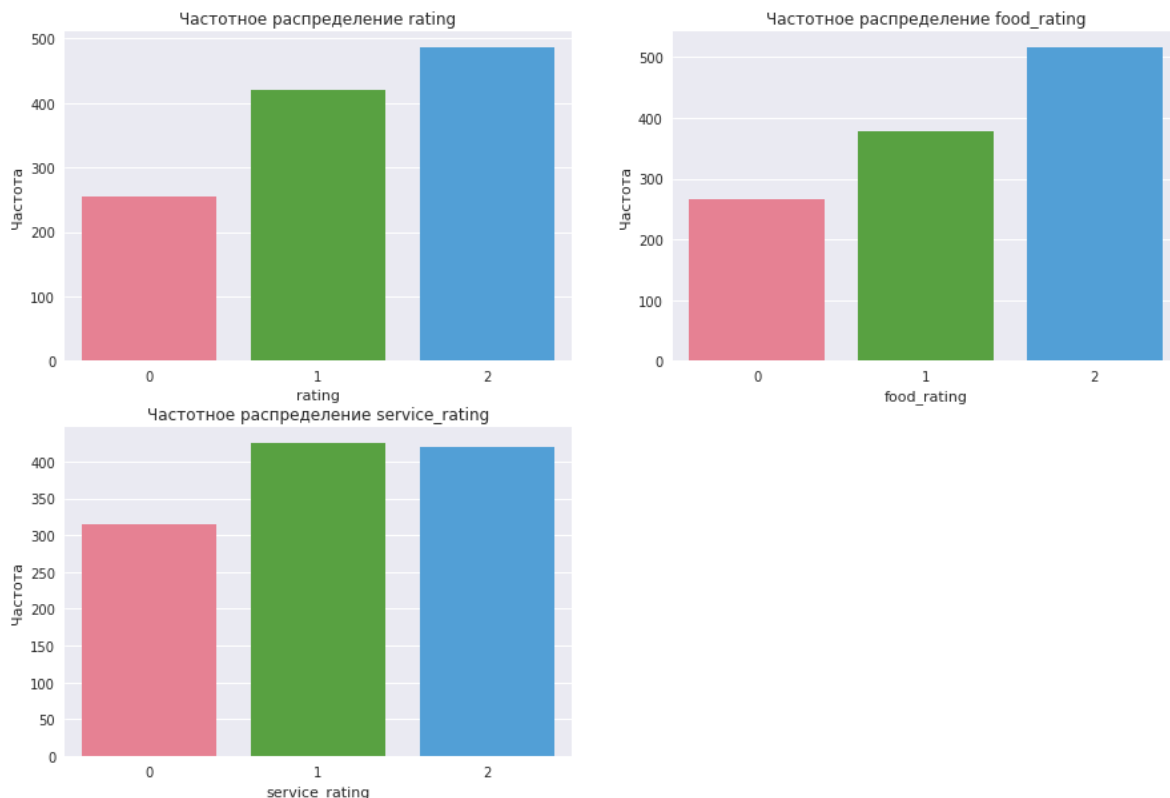 Частотное распределение rating
500
400
300
200
100
0
Частота
0 1 2
rating
Частотное распределение food_rating
500
400
300
200
100
0
Частота
0 1 2
food_rating
Частотное распределение service_rating
400
350
300
250
200
150
100
50
0
Частота
0 1 2
service_rating